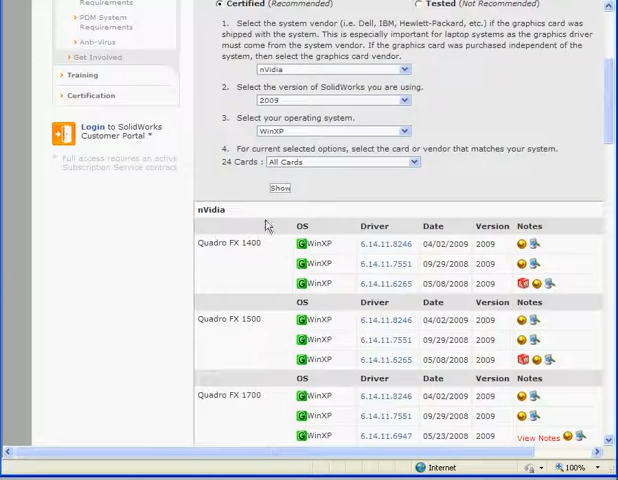 Requirements
PDM System
Requirements
Anti-Virus
Get Involved
Training
Certification
Login to SolidWorks
Customer Portal *
* Full access requires an active
Subscription Service contract
Certified (Recommended) Tested (Not Recommended)
1. Select the system vendor (i.e. Dell, IBM, Hewlett-Packard, etc.) if the graphics card was
shipped with the system. This is especially important for laptop systems as the graphics driver
must come from the system vendor. If the graphics card was purchased independent of the
system, then select the graphics card vendor.
nVidia
2. Select the version of SolidWorks you are using.
2009
3. Select your operating system.
WinXP
4. For current selected options, select the card or vendor that matches your system.
24 Cards : All Cards
Show
nVidia
OS Driver Date Version Notes
Quadro FX 1400 WinXP 6.14.11.8246 04/02/2009 2009
WinXP 6.14.11.7551 09/29/2008 2009
WinXP 6.14.11.6265 05/08/2008 2009
OS Driver Date Version Notes
Quadro FX 1500 WinXP 6.14.11.8246 04/02/2009 2009
WinXP 6.14.11.7551 09/29/2008 2009
WinXP 6.14.11.6265 05/08/2008 2009
OS Driver Date Version Notes
Quadro FX 1700 WinXP 6.14.11.8246 04/02/2009 2009
WinXP 6.14.11.7551 09/29/2008 2009
WinXP 6.14.11.6947 05/23/2008 2009 View Notes
Internet 100%